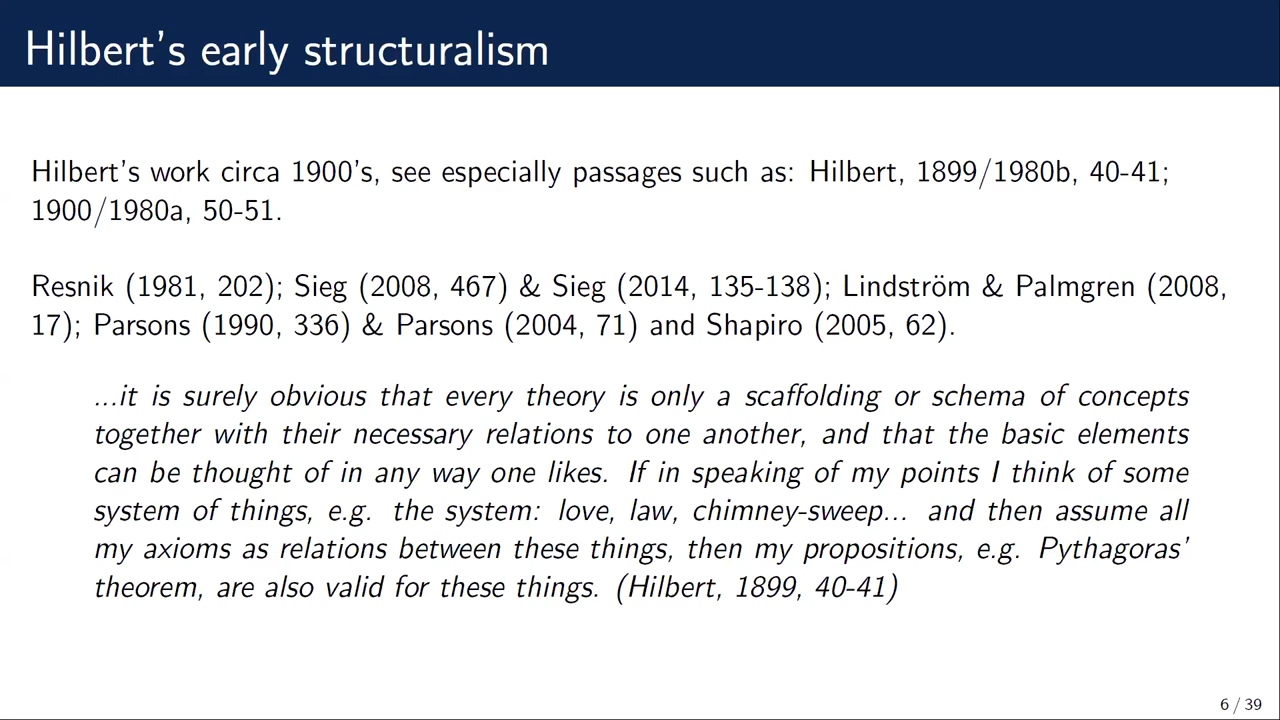 Hilbert's early structuralism
Hilbert's work circa 1900's, see especially passages such as: Hilbert, 1899/1980b, 40-41;
1900/1980a, 50-51.
Resnik (1981, 202); Sieg (2008, 467) & Sieg (2014, 135-138); Lindström & Palmgren (2008,
17); Parsons (1990, 336) & Parsons (2004, 71) and Shapiro (2005, 62).
...it is surely obvious that every theory is only a scaffolding or schema of concepts
together with their necessary relations to one another, and that the basic elements
can be thought of in any way one likes. If in speaking of my points I think of some
system of things, e.g. the system: love, law, chimney-sweep... and then assume all
my axioms as relations between these things, then my propositions, e.g. Pythagoras'
theorem, are also valid for these things. (Hilbert, 1899, 40-41)
6 / 39